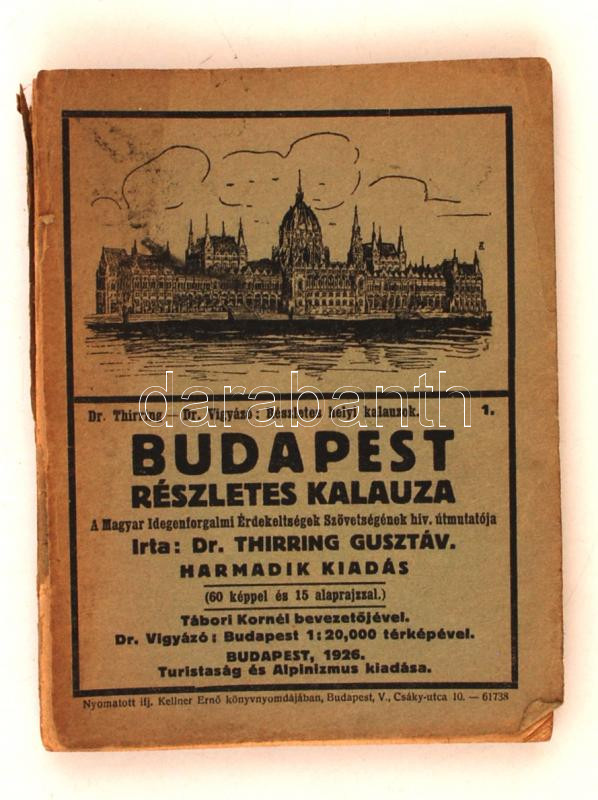 darabanth
Dr. Thirring — Dr. Vigyázó: Részletes helyi kalauzok. 1.
BUDAPEST
RÉSZLETES KALAUZA
A Magyar Idegenforgalmi Érdekeltségek Szövetségének hiv. útmutatója
Irta: Dr. THIRRING GUSZTÁV.
HARMADIK KIADÁS
(60 képpel és 15 alaprajzzal.)
Tábori Kornél bevezetőjével.
Dr. Vigyázó: Budapest 1:20,000 térképével.
BUDAPEST, 1926.
Turistaság és Alpinizmus kiadása.
Nyomatott ifj. Kellner Ernő könyvnyomdájában, Budapest, V., Csáky-utca 10. — 61738